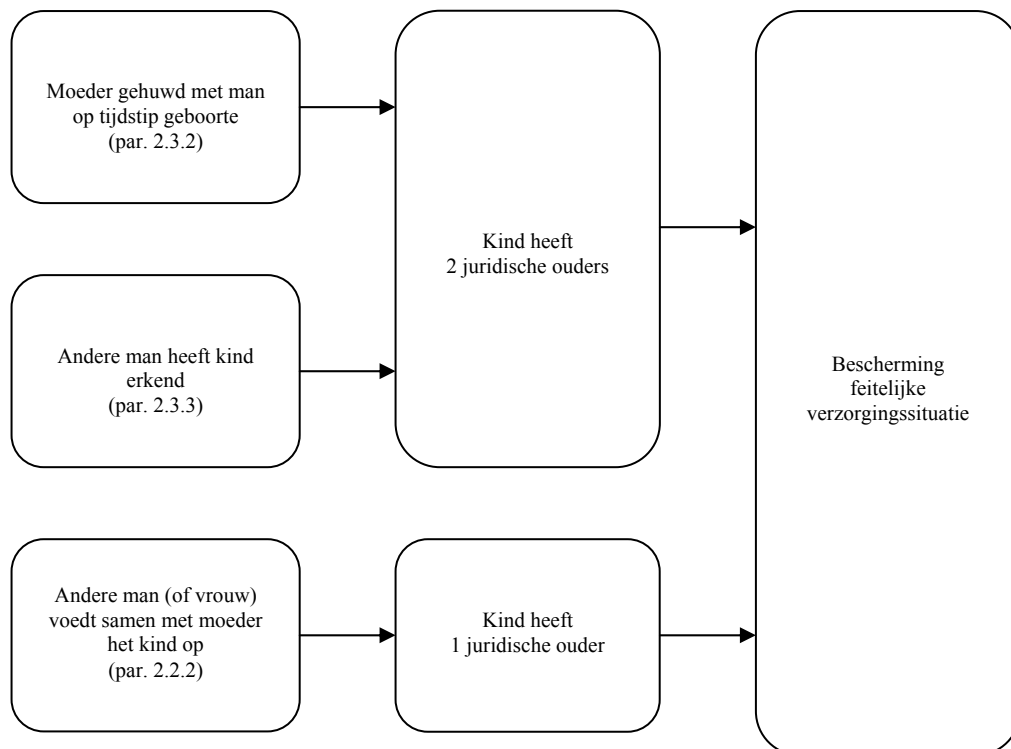 Moeder gehuwd met man
op tijdstip geboorte
(par. 2.3.2)
Andere man heeft kind
erkend
(par. 2.3.3)
Andere man (of vrouw)
voedt samen met moeder
het kind op
(par. 2.2.2)
Kind heeft
2 juridische ouders
Kind heeft
1 juridische ouder
Bescherming
feitelijke
verzorgingssituatie